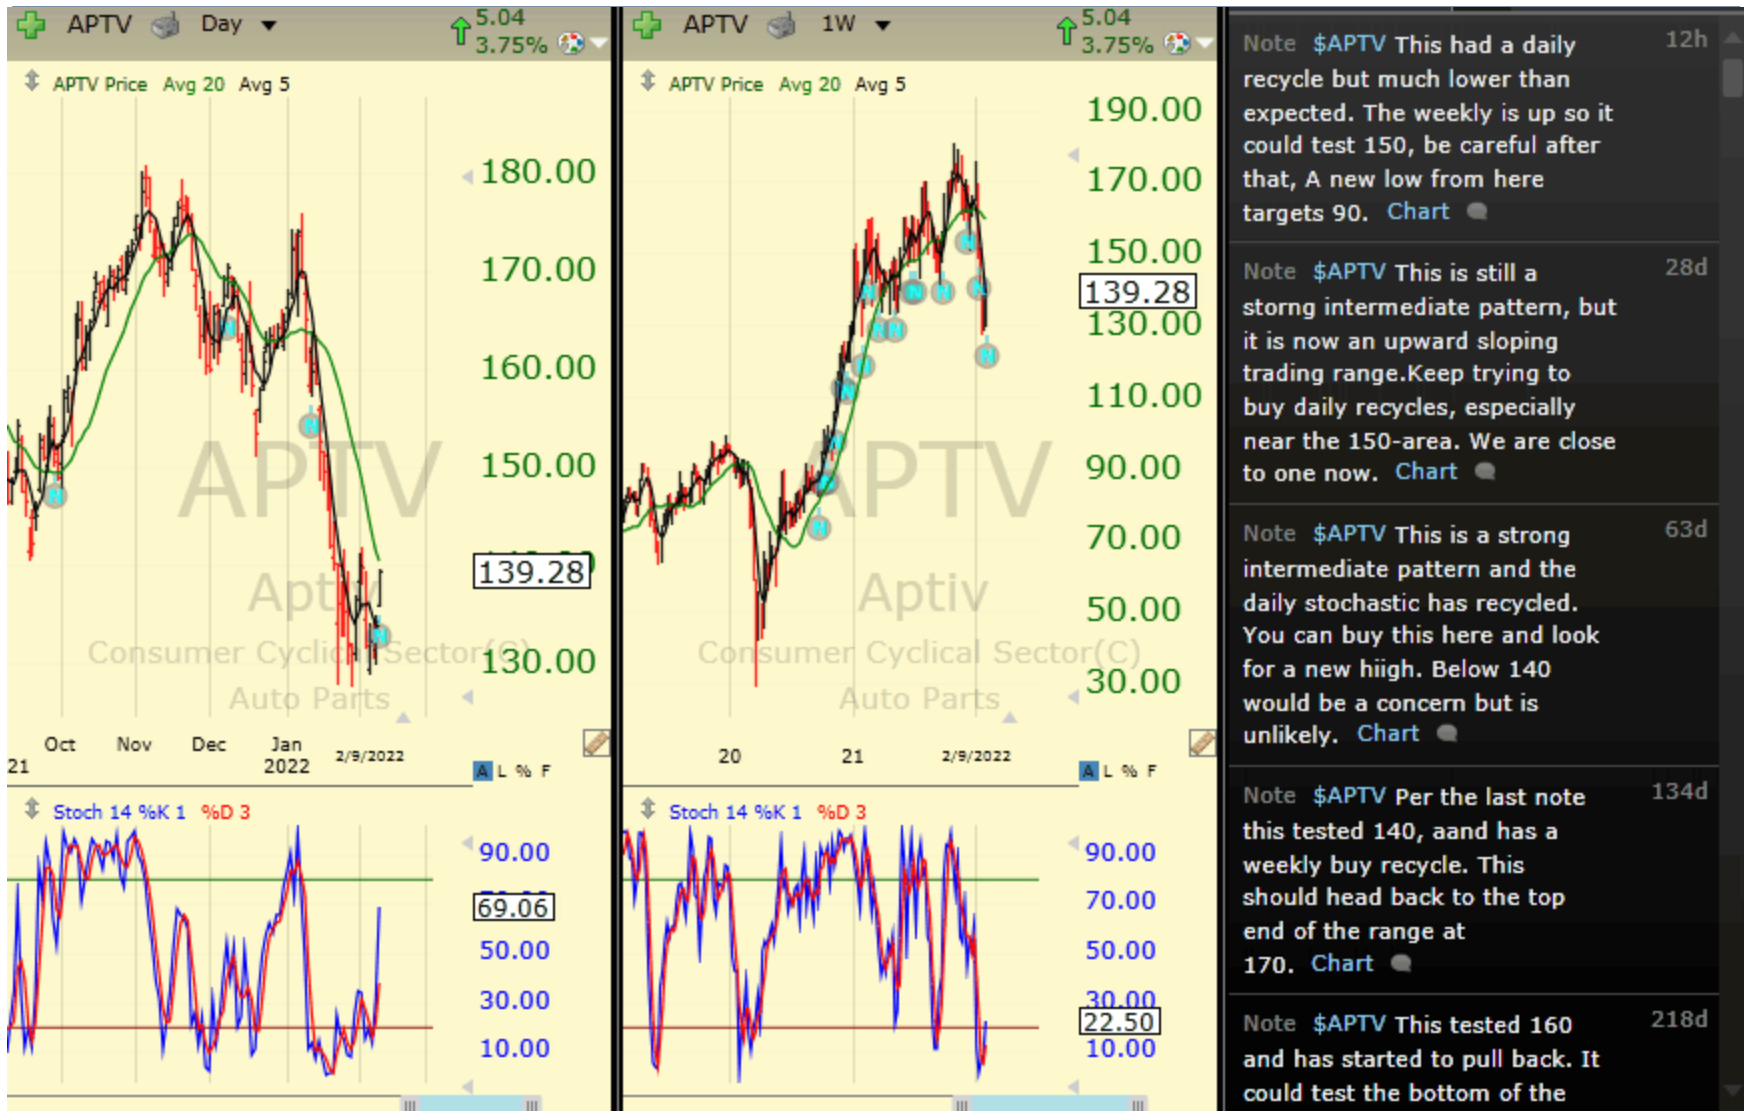 APTV Day 5.04
3.75%
APTV Price Avg 20 Avg 5
180.00
170.00
160.00
150.00
139.28
130.00
APTV
Aptiv
Consumer Cyclical Sector(C)
Auto Parts
Oct Nov Dec Jan
21 2022 2/9/2022
A L % F
Stoch 14 %K 1 %D 3
90.00
69.06
50.00
30.00
10.00
APTV 1W 5.04
3.75%
APTV Price Avg 20 Avg 5
190.00
170.00
150.00
139.28
130.00
110.00
90.00
70.00
50.00
30.00
APTV
Aptiv
Consumer Cyclical Sector(C)
Auto Parts
20 21 2/9/2022
A L % F
Stoch 14 %K 1 %D 3
90.00
70.00
50.00
30.00
22.50
10.00
Note $APTV This had a daily 12h
recycle but much lower than
expected. The weekly is up so it
could test 150, be careful after
that, A new low from here
targets 90. Chart
Note $APTV This is still a 28d
storng intermediate pattern, but
it is now an upward sloping
trading range.Keep trying to
buy daily recycles, especially
near the 150-area. We are close
to one now. Chart
Note $APTV This is a strong 63d
intermediate pattern and the
daily stochastic has recycled.
You can buy this here and look
for a new hiigh. Below 140
would be a concern but is
unlikely. Chart
Note $APTV Per the last note 134d
this tested 140, aand has a
weekly buy recycle. This
should head back to the top
end of the range at
170. Chart
Note $APTV This tested 160 218d
and has started to pull back. It
could test the bottom of the